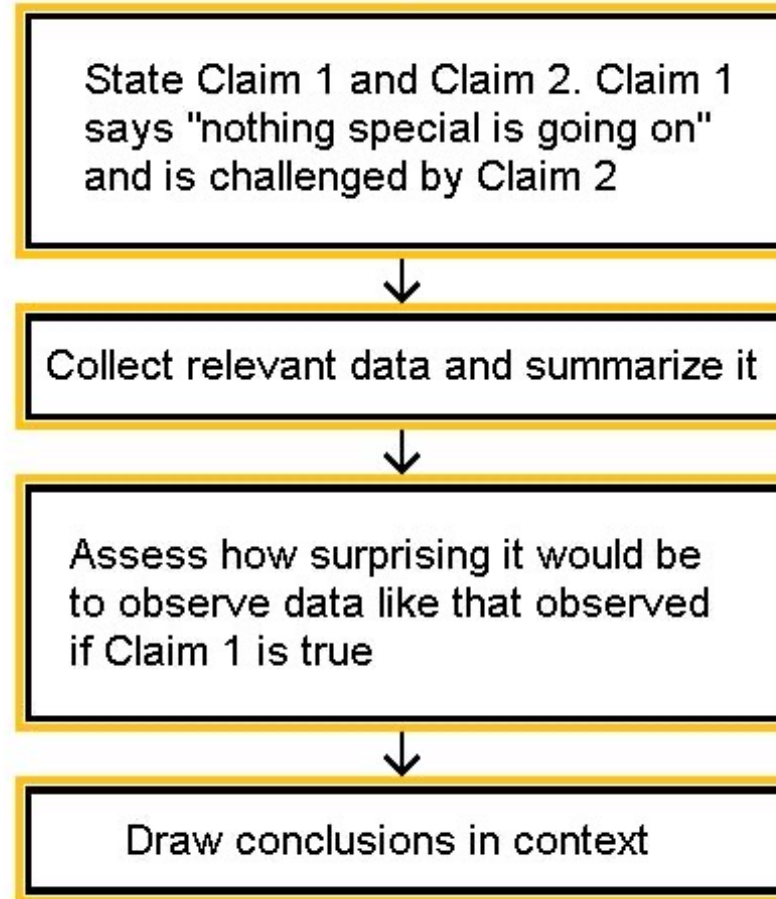 State Claim 1 and Claim 2. Claim 1
says "nothing special is going on"
and is challenged by Claim 2
Collect relevant data and summarize it
Assess how surprising it would be
to observe data like that observed
if Claim 1 is true
Draw conclusions in context